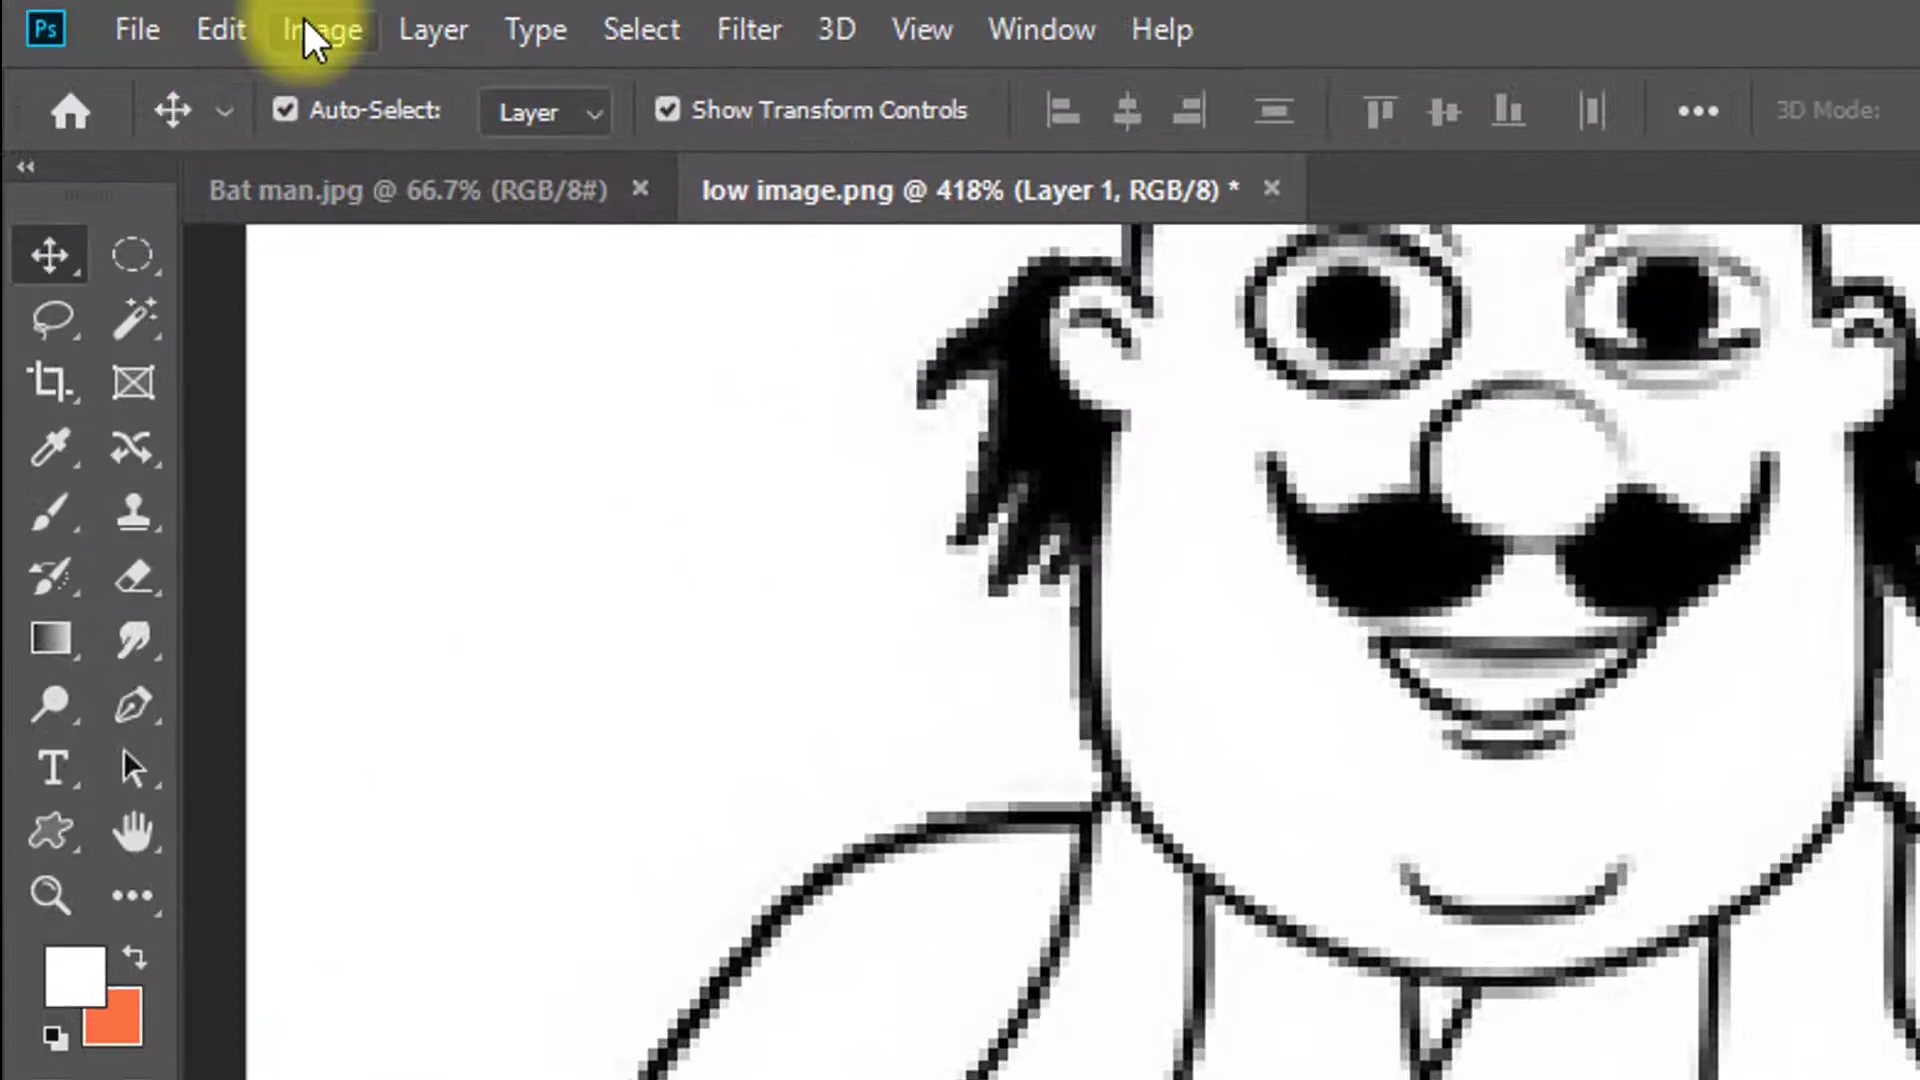 Ps File Edit Image Layer Type Select Filter 3D View Window Help
Auto-Select: Layer Show Transform Controls 3D Mode:
Bat man.jpg @ 66.7% (RGB/8#) × low image.png @ 418% (Layer 1, RGB/8) * ×
T